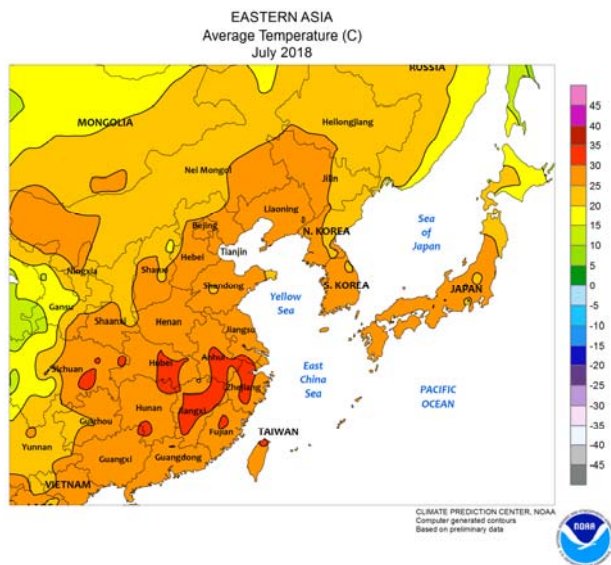 EASTERN ASIA
Average Temperature (C)
July 2018
RUSSIA
MONGOLIA
Heilongjiang
Nei Mongol
Jilin
Liaoning
Beijing
N. KOREA
Sea
of
Japan
Tianjin
Hebei
Ningxia
Shanxi
Shandong
S. KOREA
JAPAN
Gansu
Yellow
Sea
Shaanxi
Henan
Jiangsu
Sichuan
Hubei
Anhui
Zhejiang
East
China
Sea
PACIFIC
OCEAN
Hunan
Jiangxi
Guizhou
Fujian
TAIWAN
Yunnan
Guangxi
Guangdong
VIETNAM
45
40
35
30
25
20
15
10
5
0
-5
-10
-15
-20
-25
-30
-35
-40
-45
CLIMATE PREDICTION CENTER, NOAA
Computer generated contours
Based on preliminary data
NOAA